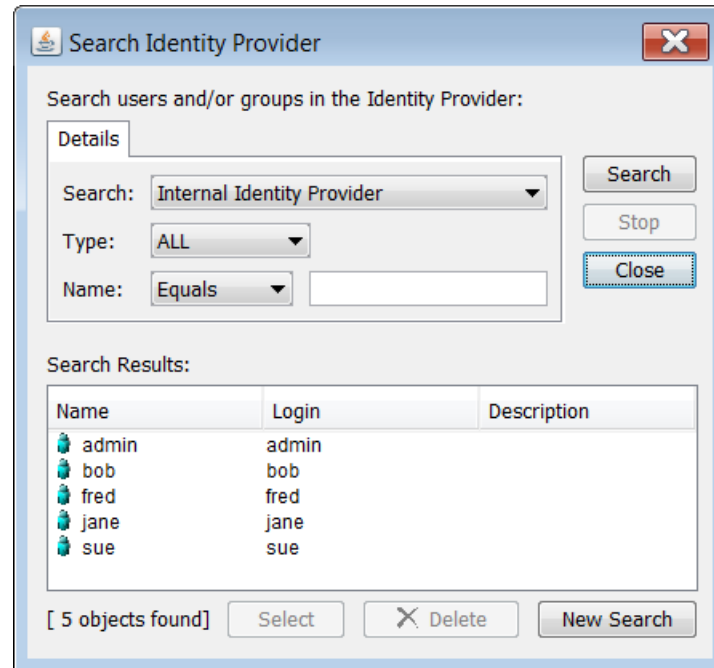 Search Identity Provider
Search users and/or groups in the Identity Provider:
Details
Search: Internal Identity Provider
Search
Type: ALL
Stop
Name: Equals
Close
Search Results:
Name Login Description
admin admin
bob bob
fred fred
jane jane
sue sue
[ 5 objects found] Select Delete New Search